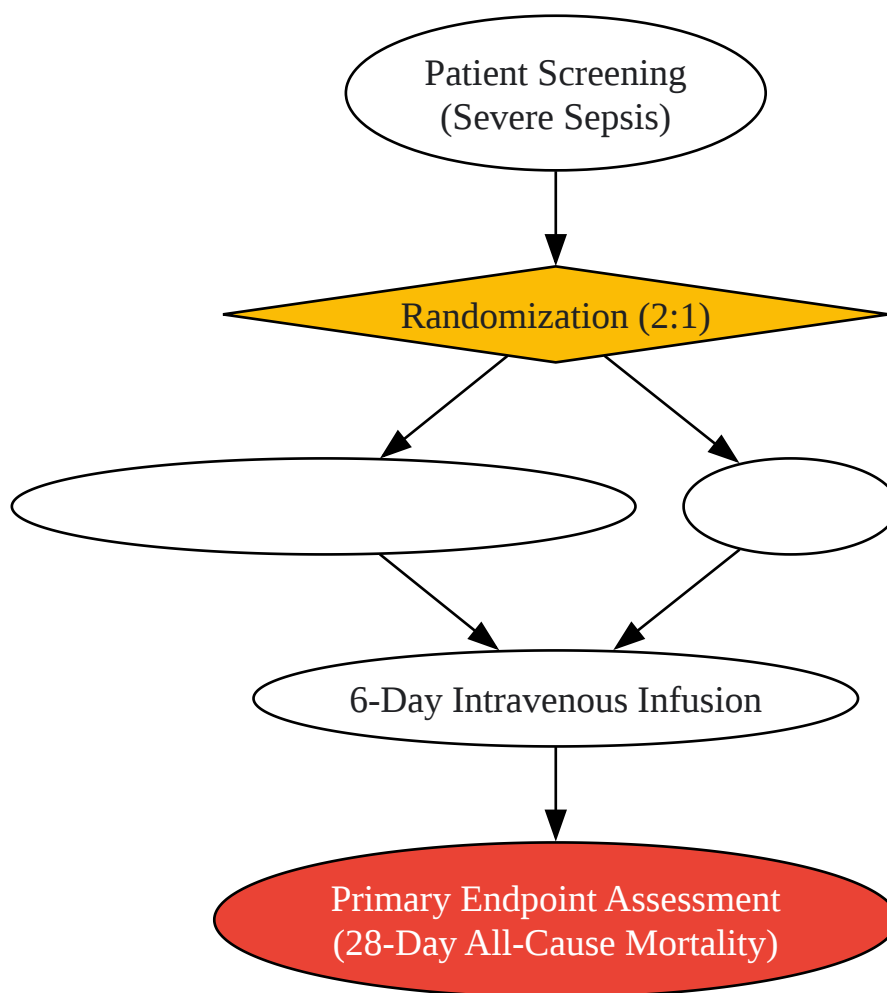 Patient Screening
(Severe Sepsis)
Randomization (2:1)
6-Day Intravenous Infusion
Primary Endpoint Assessment
(28-Day All-Cause Mortality)